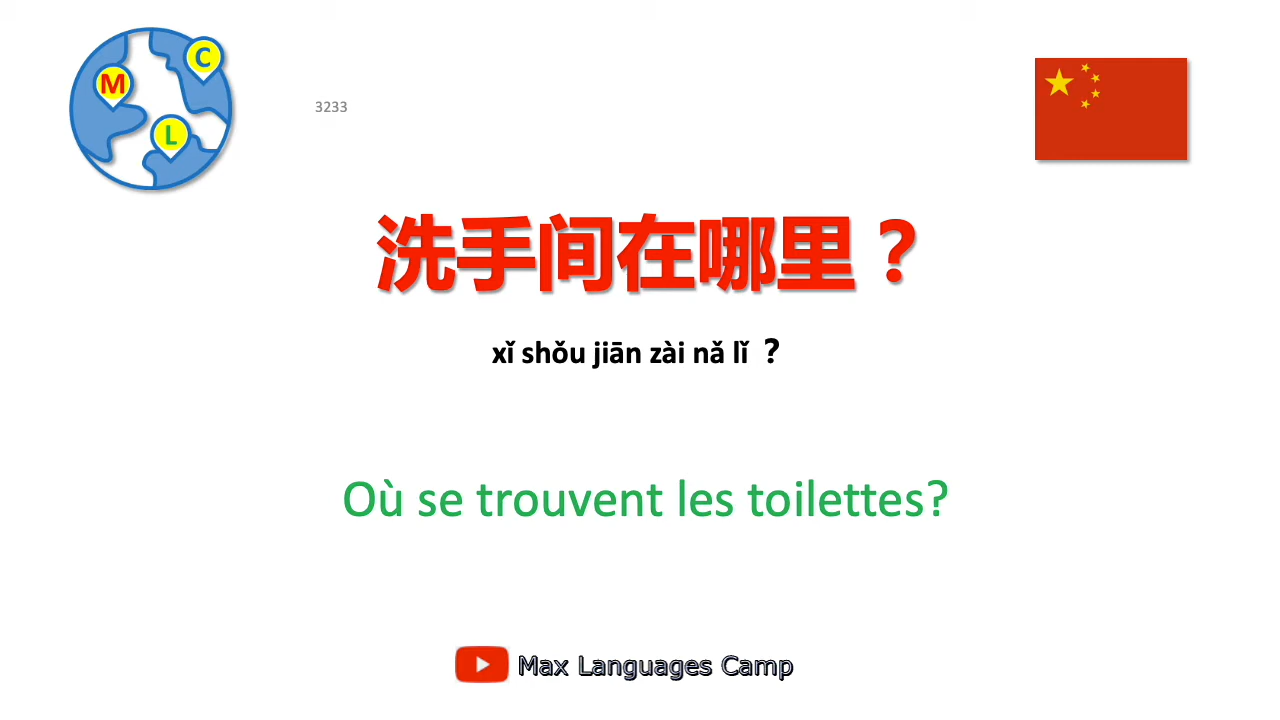 M
C
L
3233
洗手间在哪里？
xǐ shǒu jiān zài nǎ lǐ ？
Où se trouvent les toilettes?
Max Languages Camp